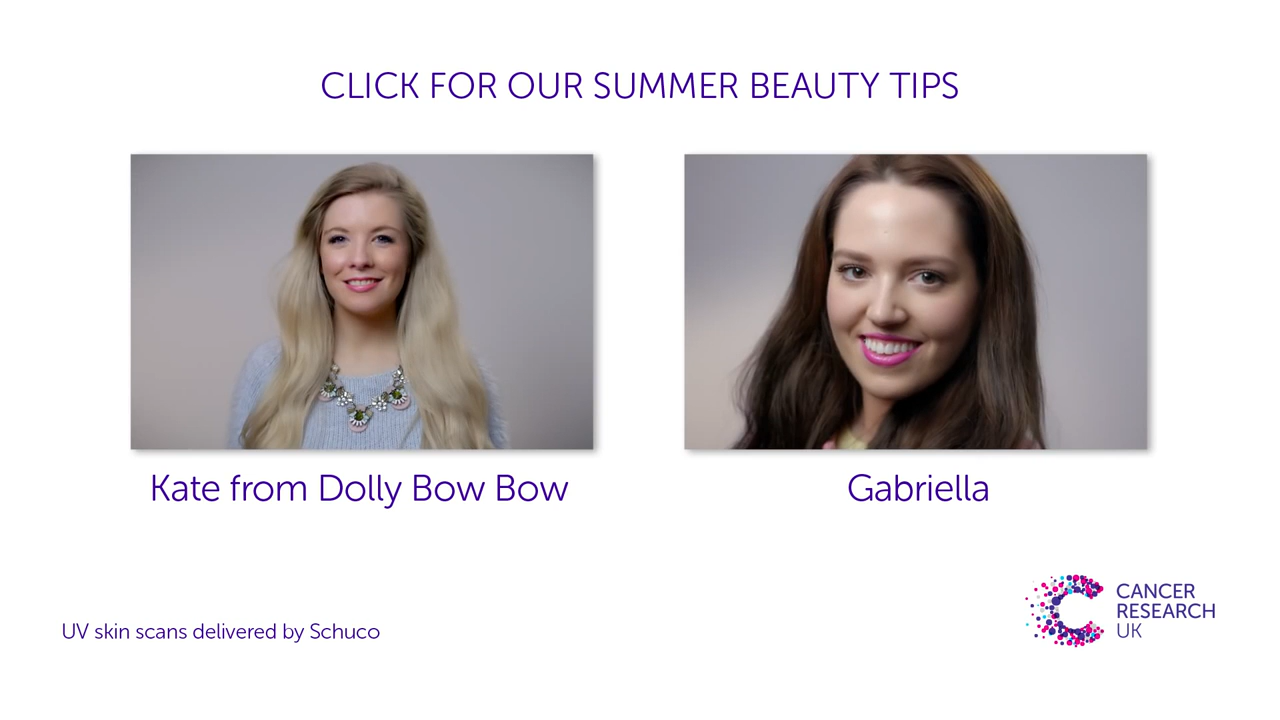 CLICK FOR OUR SUMMER BEAUTY TIPS
Kate from Dolly Bow Bow
Gabriella
UV skin scans delivered by Schuco
CANCER
RESEARCH
UK